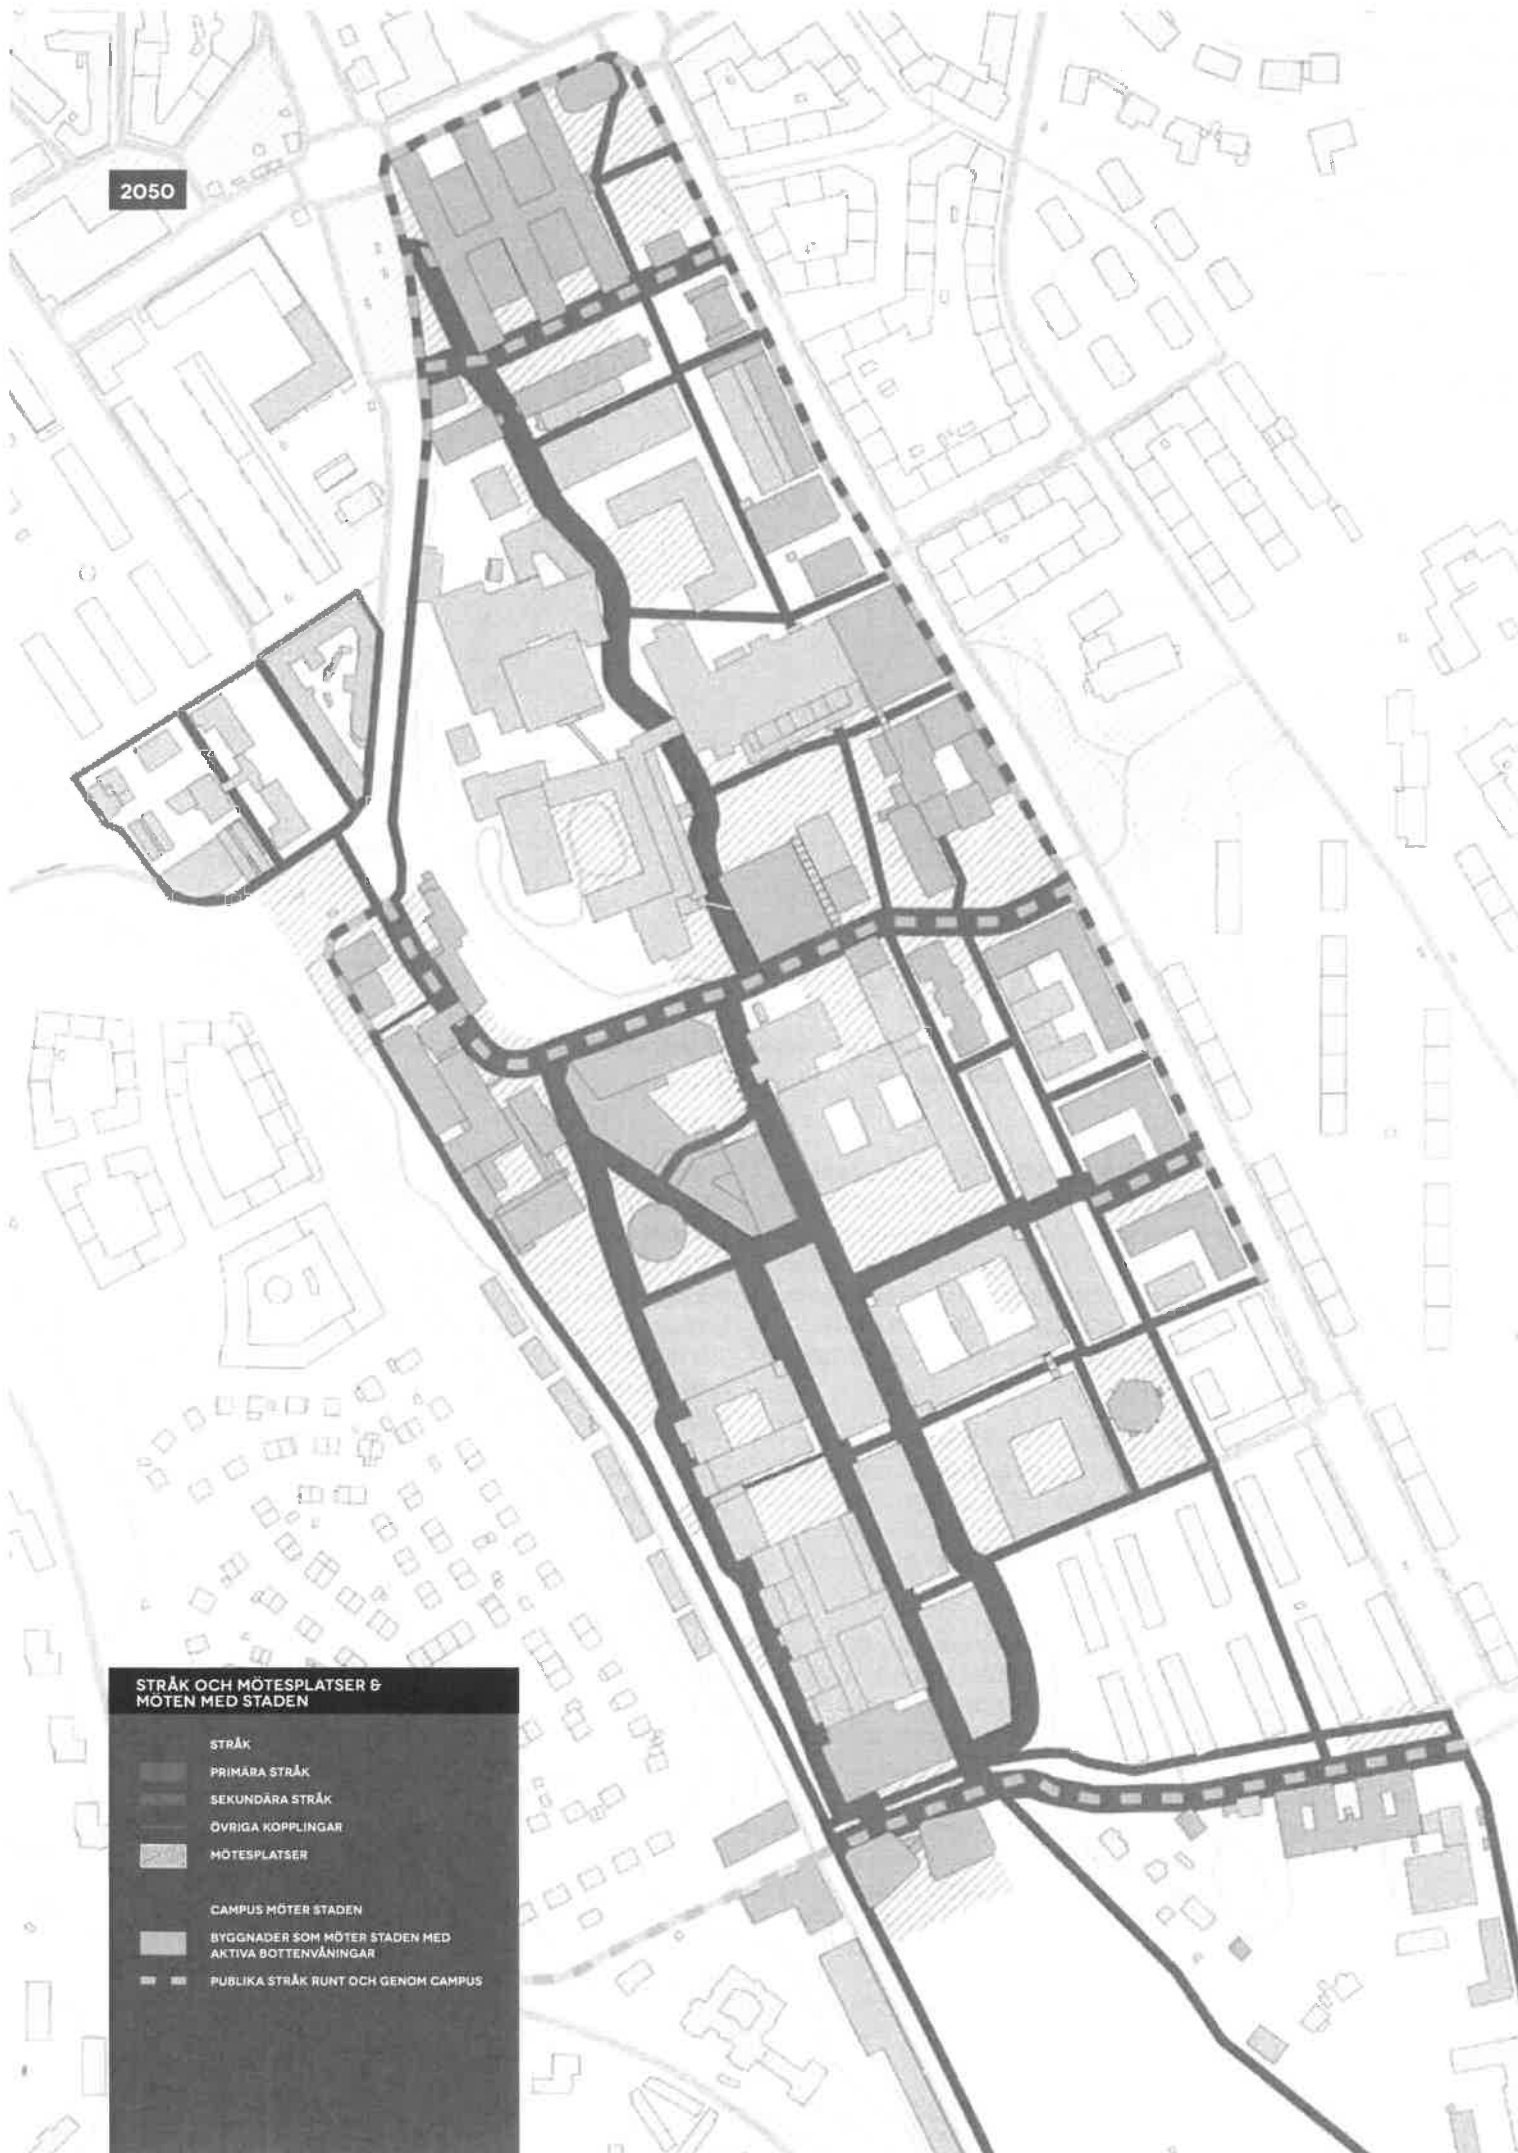 2050
STRÅK OCH MÖTESPLATSER &
MÖTEN MED STADEN
STRÅK
PRIMÄRA STRÅK
SEKUNDÄRA STRÅK
ÖVRIGA KOPPLINGAR
MÖTESPLATSER
CAMPUS MÖTER STADEN
BYGGNADER SOM MÖTER STADEN MED
AKTIVA BOTTENVÅNINGAR
PUBLIKA STRÅK RUNT OCH GENOM CAMPUS